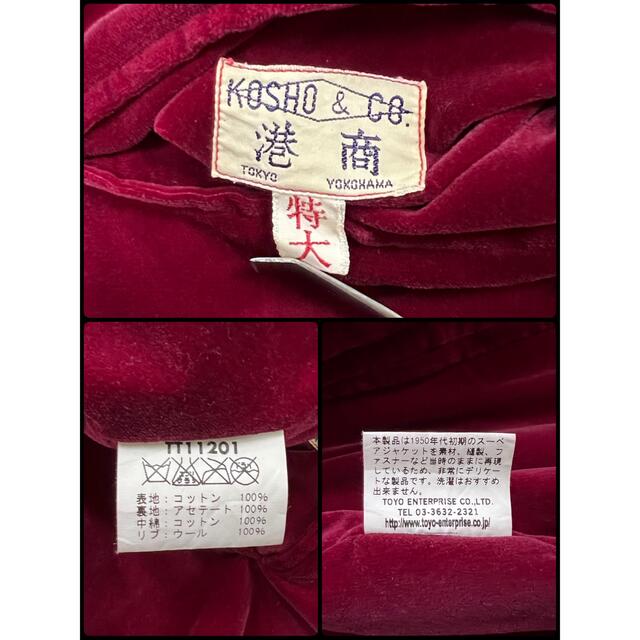 KOSHO & CO.
港 商
TOKYO YOKOHAMA
特大
TT11201
表地：コットン 100%
裏地：アセテート 100%
中綿：コットン 100%
リブ：ウール 100%
本製品は1950年代初期のスーベ
アジャケットを素材、縫製、フ
ァスナーなど当時のままに再現
しているため、非常にデリケー
トな製品です。洗濯はおすすめ
出来ません。
TOYO ENTERPRISE CO.,LTD.
TEL 03-3632-2321
http://www.toyo-enterprise.co.jp/